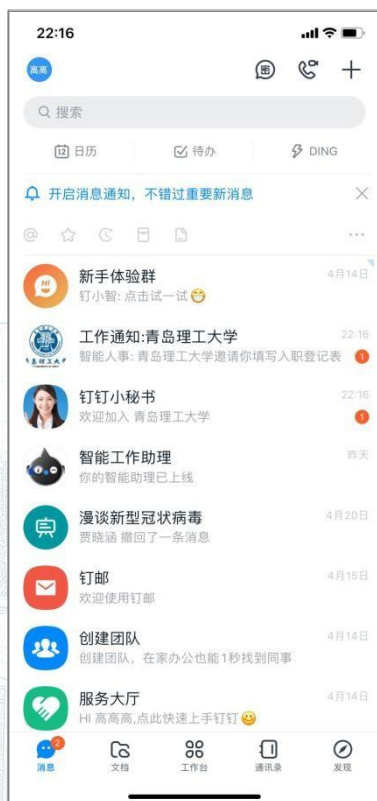 22:16
高高
密
搜索
12 日历
待办
DING
开启消息通知，不错过重要新消息
新手体验群 4月14日
HI
钉小智: 点击试一试
工作通知:青岛理工大学 22:16
智能人事: 青岛理工大学邀请你填写入职登记表 1
钉钉小秘书 22:16
欢迎加入 青岛理工大学 1
智能工作助理 昨天
你的智能助理已上线
漫谈新型冠状病毒 4月20日
贾晓涵 撤回了一条消息
钉邮 4月15日
欢迎使用钉邮
创建团队 4月14日
创建团队，在家办公也能1秒找到同事
服务大厅 4月14日
HI 高高高,点此快速上手钉钉
2
消息 文档 工作台 通讯录 发现